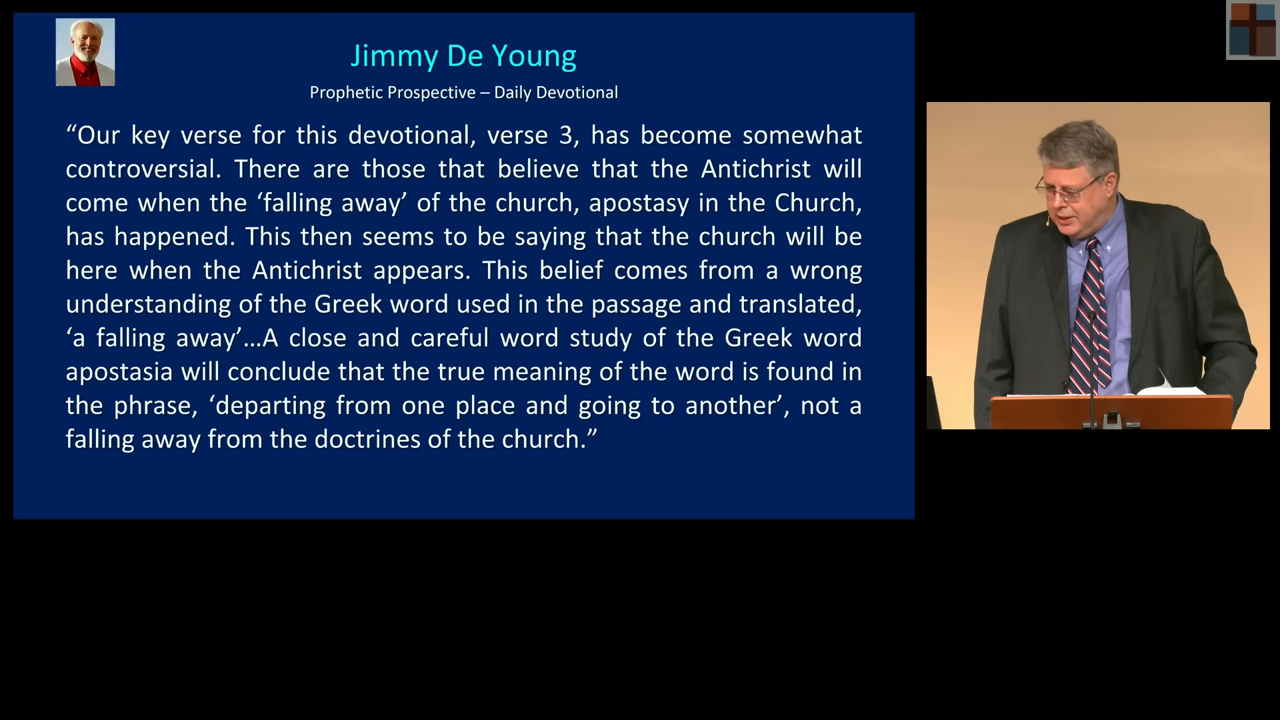 Jimmy De Young
Prophetic Prospective – Daily Devotional
“Our key verse for this devotional, verse 3, has become somewhat
controversial. There are those that believe that the Antichrist will
come when the ‘falling away’ of the church, apostasy in the Church,
has happened. This then seems to be saying that the church will be
here when the Antichrist appears. This belief comes from a wrong
understanding of the Greek word used in the passage and translated,
‘a falling away’…A close and careful word study of the Greek word
apostasia will conclude that the true meaning of the word is found in
the phrase, ‘departing from one place and going to another’, not a
falling away from the doctrines of the church.”